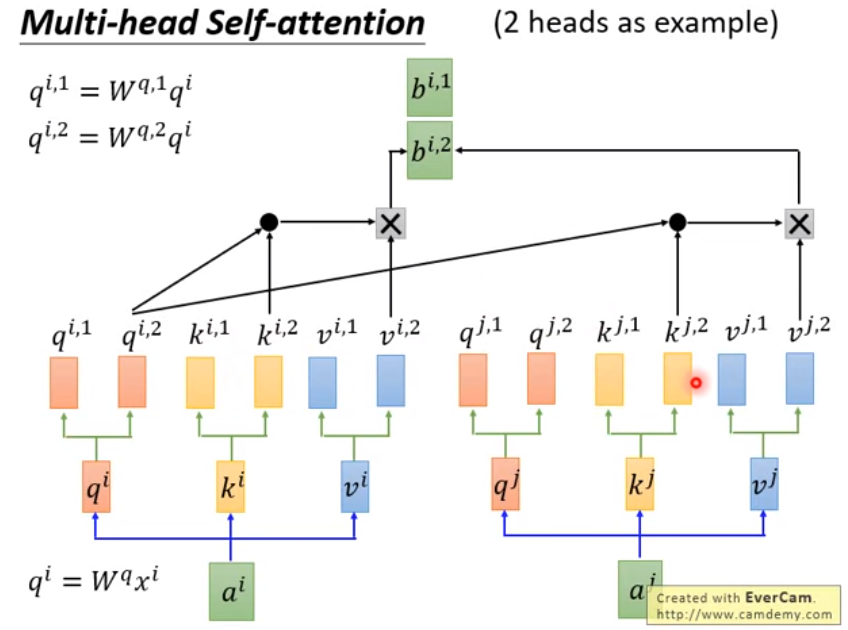 Multi-head Self-attention (2 heads as example)
q^{i,1} = W^{q,1}q^{i}
q^{i,2} = W^{q,2}q^{i}
b^{i,1}
b^{i,2}
q^{i,1} q^{i,2} k^{i,1} k^{i,2} v^{i,1} v^{i,2} q^{j,1} q^{j,2} k^{j,1} k^{j,2} v^{j,1} v^{j,2}
q^{i} k^{i} v^{i} q^{j} k^{j} v^{j}
q^{i} = W^{q}x^{i}
a^{i} a^{j}
Created with EverCam.
http://www.camdemy.com